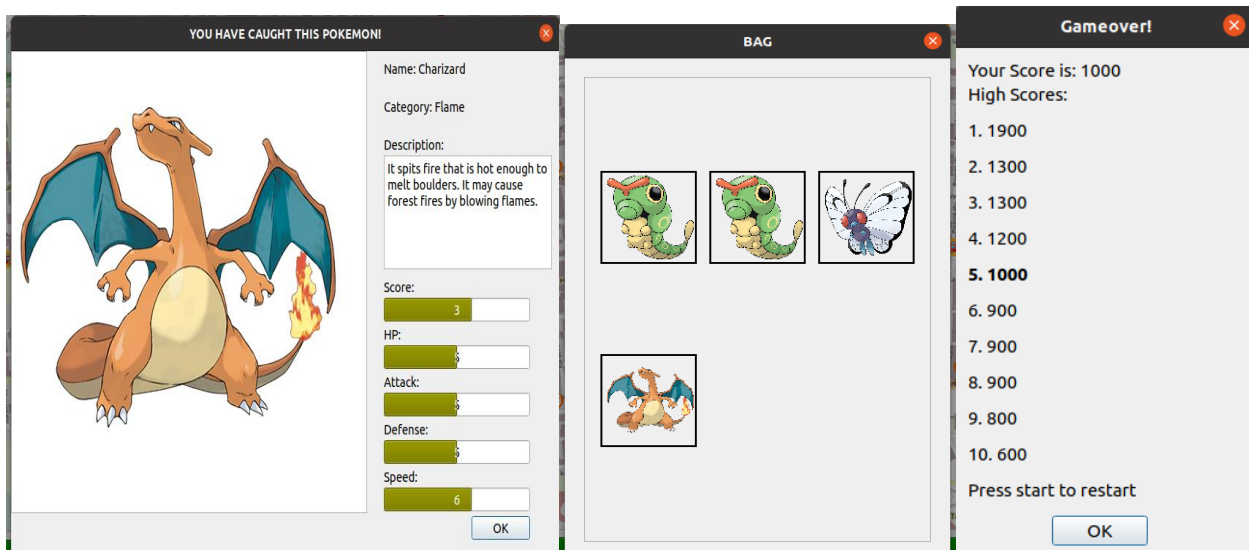 YOU HAVE CAUGHT THIS POKEMON!
Name: Charizard
Category: Flame
Description:
It spits fire that is hot enough to
melt boulders. It may cause
forest fires by blowing flames.
Score:
3
HP:
5
Attack:
5
Defense:
5
Speed:
6
OK
BAG
Gameover!
Your Score is: 1000
High Scores:
1. 1900
2. 1300
3. 1300
4. 1200
5. 1000
6. 900
7. 900
8. 900
9. 800
10. 600
Press start to restart
OK